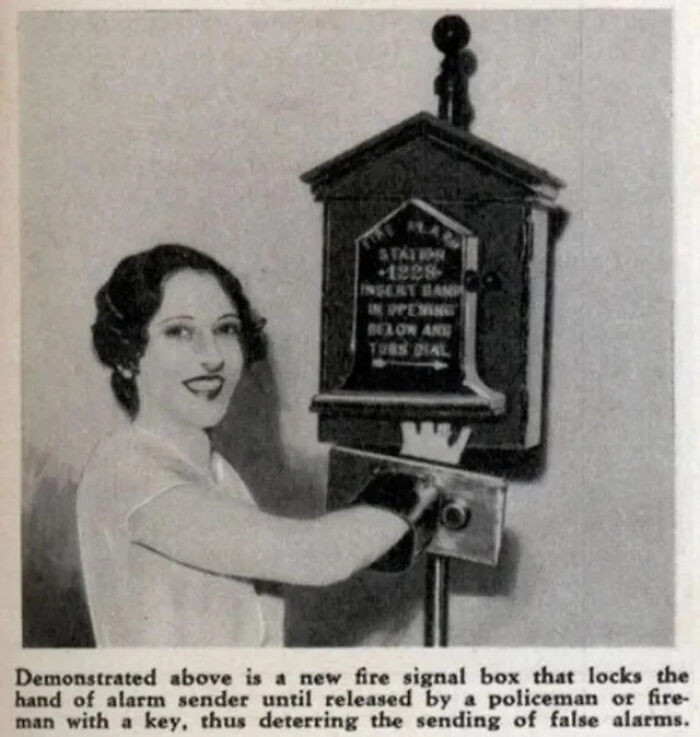 FIRE ALARM
STATION
·1228·
INSERT HAND
IN OPENING
BELOW AND
TURN DIAL
Demonstrated above is a new fire signal box that locks the
hand of alarm sender until released by a policeman or fire-
man with a key, thus deterring the sending of false alarms.